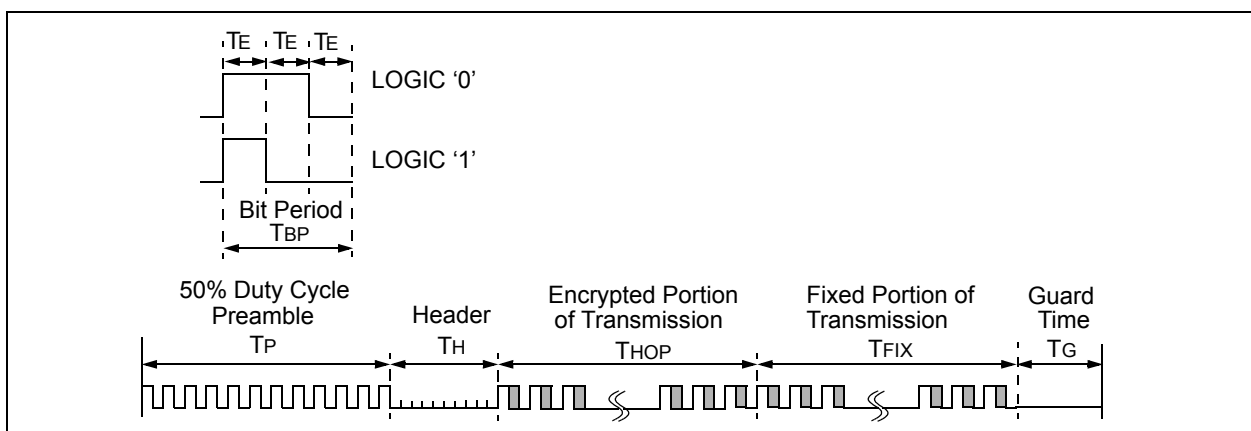 TE TE TE
LOGIC ‘0’
LOGIC ‘1’
Bit Period
TBP
50% Duty Cycle
Preamble
TP
Header
TH
Encrypted Portion
of Transmission
THOP
Fixed Portion of
Transmission
TFIX
Guard
Time
TG